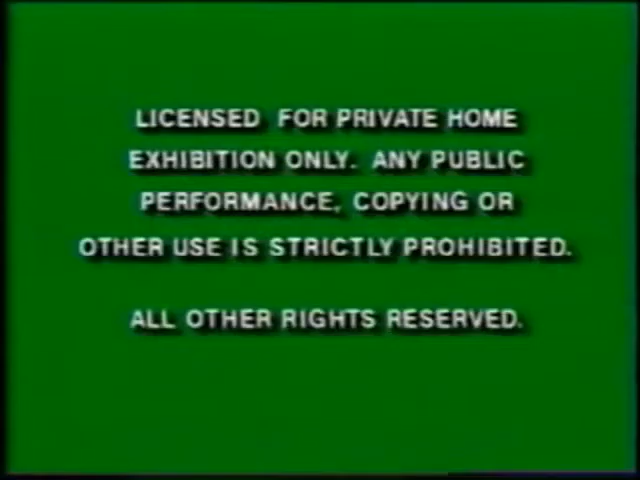 LICENSED FOR PRIVATE HOME
EXHIBITION ONLY. ANY PUBLIC
PERFORMANCE, COPYING OR
OTHER USE IS STRICTLY PROHIBITED.
ALL OTHER RIGHTS RESERVED.